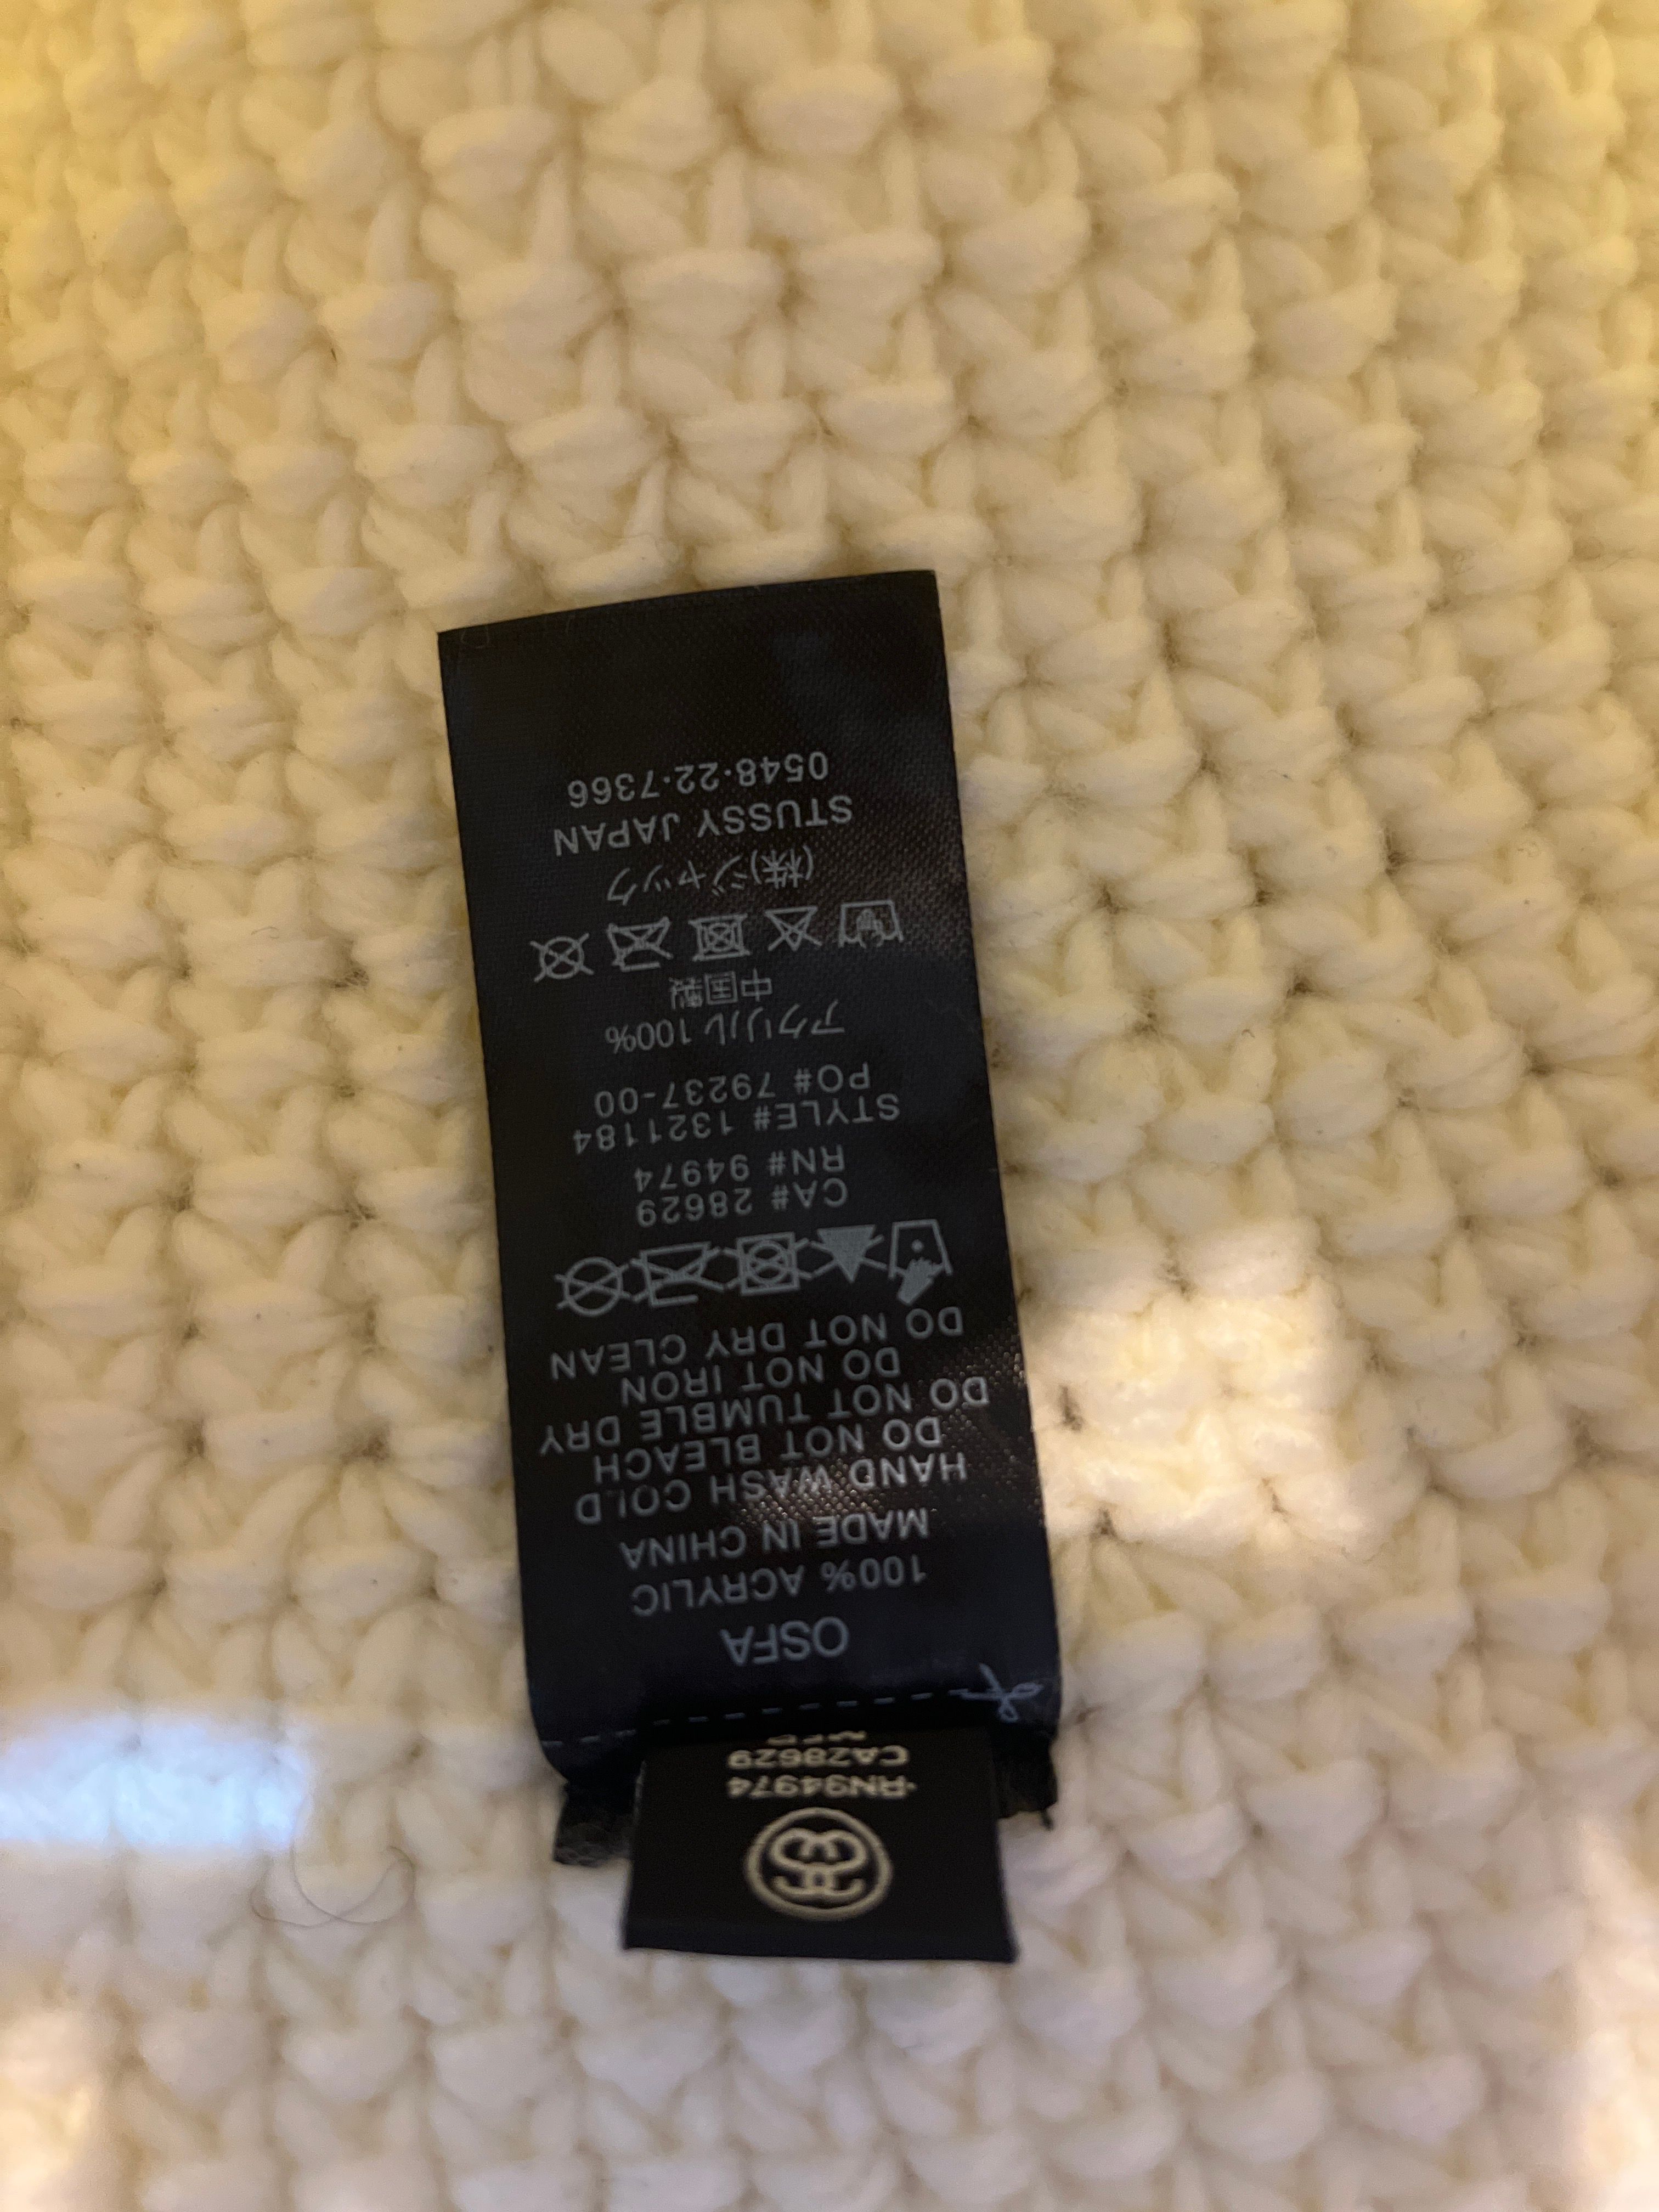 RN94974
CA28629
OSFA
100% ACRYLIC
MADE IN CHINA
HAND WASH COLD
DO NOT BLEACH
DO NOT TUMBLE DRY
DO NOT IRON
DO NOT DRY CLEAN
CA# 28629
RN# 94974
STYLE# 1321184
PO# 79237-00
アクリル 100%
中国製
(株)ジャック
STUSSY JAPAN
0548·22·7366